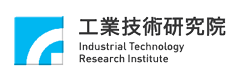 工業技術研究院
Industrial Technology
Research Institute